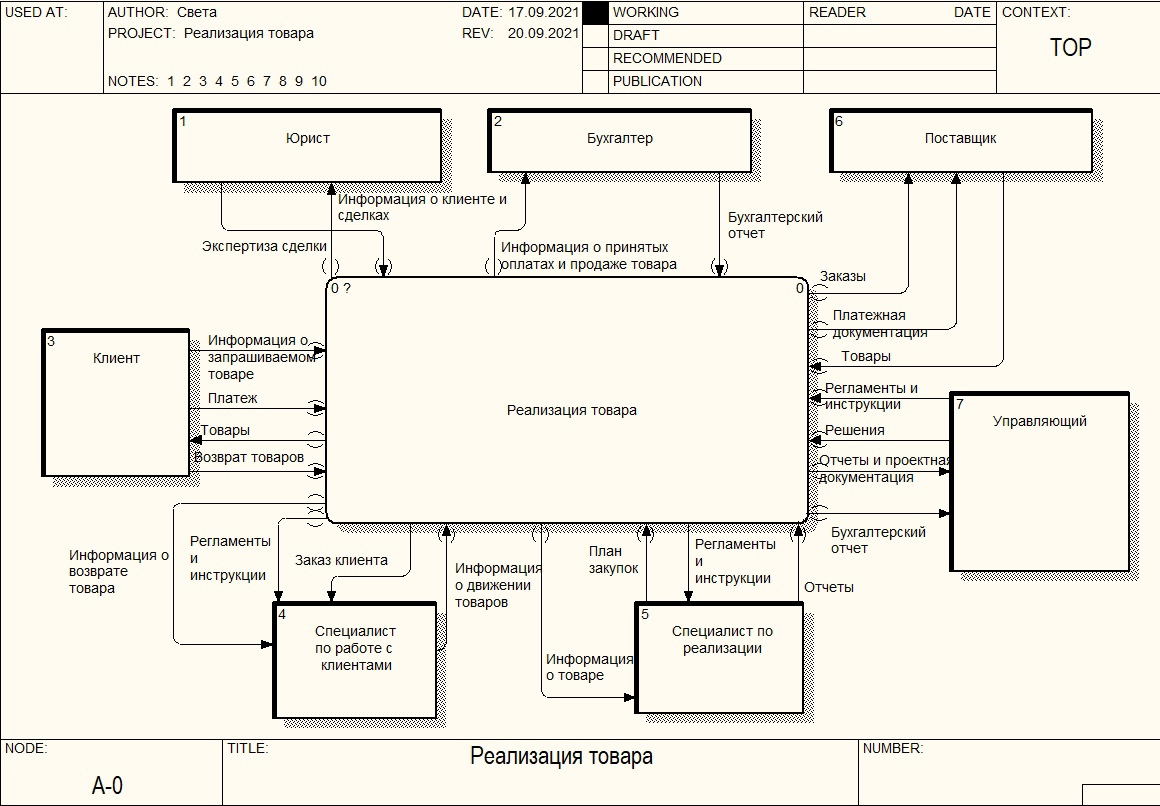 USED AT:
AUTHOR: Света
DATE: 17.09.2021
WORKING
READER
DATE
CONTEXT:
PROJECT: Реализация товара
REV: 20.09.2021
DRAFT
TOP
RECOMMENDED
NOTES: 1 2 3 4 5 6 7 8 9 10
PUBLICATION
1
Юрист
2
Бухгалтер
6
Поставщик
Информация о клиенте и
сделках
Экспертиза сделки
Информация о принятых
оплатах и продаже товара
Бухгалтерский
отчет
Заказы
Платежная
документация
Товары
0 ?
0
Реализация товара
3
Клиент
Информация о
запрашиваемом
товаре
Платеж
Товары
Возврат товаров
Регламенты и
инструкции
Решения
Отчеты и проектная
документация
Бухгалтерский
отчет
7
Управляющий
Информация о
возврате
товара
Регламенты
и
инструкции
Заказ клиента
Информация
о движении
товаров
План
закупок
Регламенты
и
инструкции
Отчеты
4
Специалист
по работе с
клиентами
Информация
о товаре
5
Специалист по
реализации
NODE:
A-0
TITLE:
Реализация товара
NUMBER: